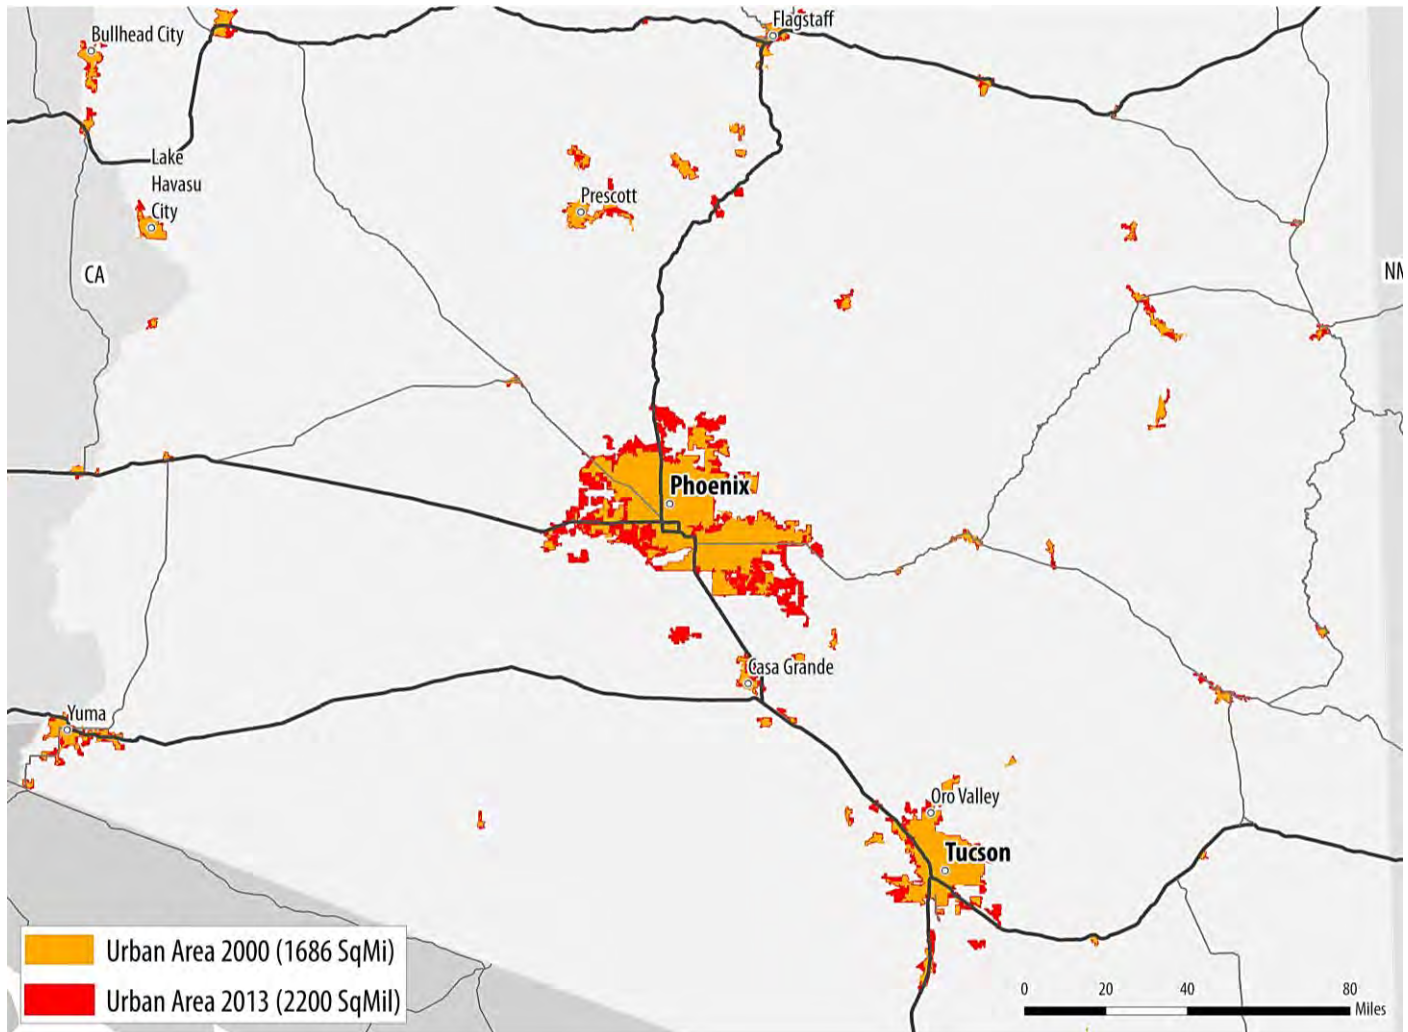 Flagstaff
Bullhead City
Lake
Havasu
City
Prescott
CA
NM
Phoenix
Casa Grande
Yuma
Oro Valley
Tucson
Urban Area 2000 (1686 SqMi)
Urban Area 2013 (2200 SqMil)
0 20 40 80
Miles